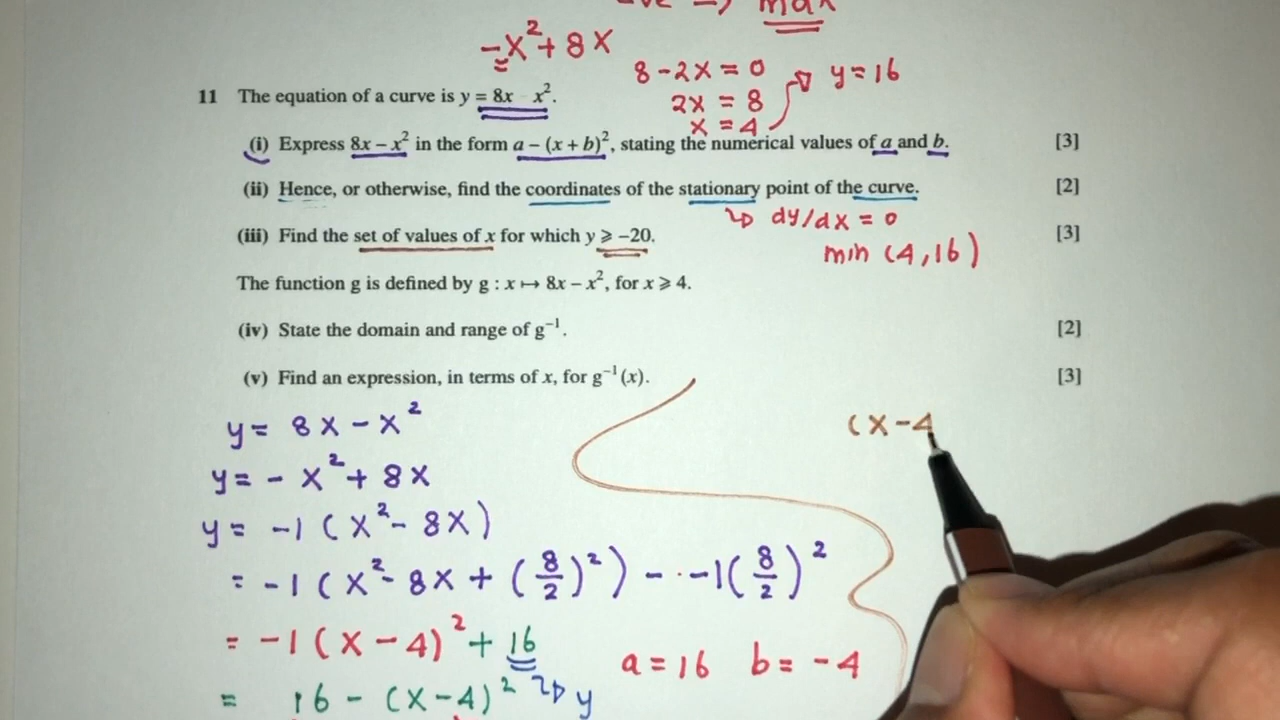 max
-x²+ 8x
8-2x = 0
y=16
2x = 8
x = 4
11 The equation of a curve is y = 8x - x².
(i) Express 8x – x² in the form a – (x + b)², stating the numerical values of a and b. [3]
(ii) Hence, or otherwise, find the coordinates of the stationary point of the curve. [2]
dy/dx = 0
(iii) Find the set of values of x for which y ⩾ −20. [3]
min (4,16)
The function g is defined by g : x ↦ 8x – x², for x ⩾ 4.
(iv) State the domain and range of g⁻¹. [2]
(v) Find an expression, in terms of x, for g⁻¹(x). [3]
y= 8x-x²
(x-4
y= - x²+ 8x
y= -1 (x²- 8x)
= -1 (x²- 8x + (8/2)²) - -1(8/2)²
= -1 (x-4)² + 16
a=16 b= -4
= 16 - (x-4)² y